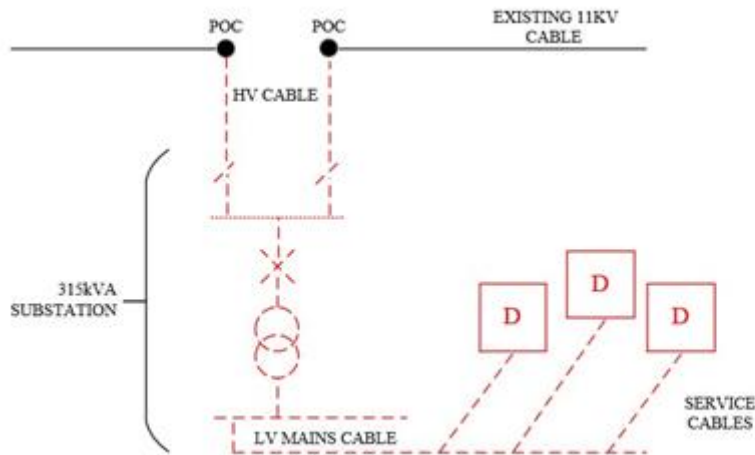 POC
POC
EXISTING 11KV
CABLE
HV CABLE
315kVA
SUBSTATION
D
D
D
LV MAINS CABLE
SERVICE
CABLES